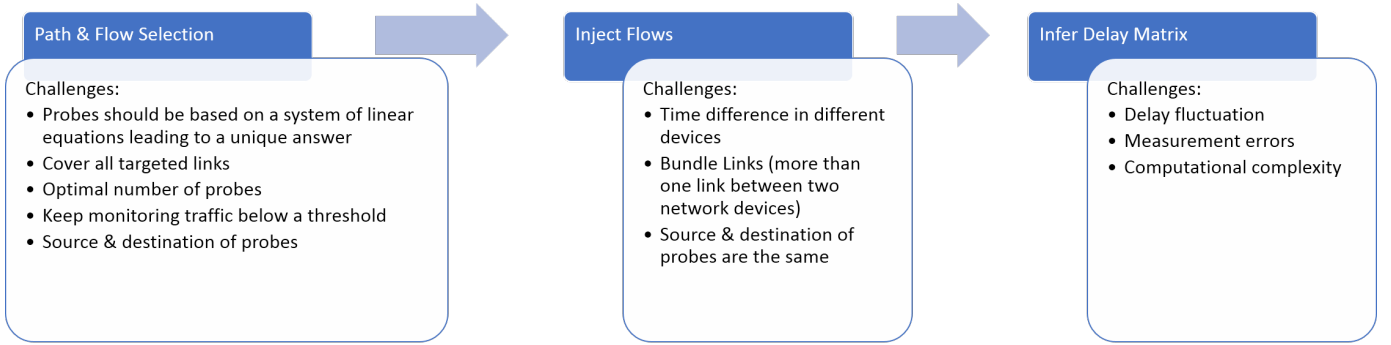 Path & Flow Selection
Challenges:
• Probes should be based on a system of linear
equations leading to a unique answer
• Cover all targeted links
• Optimal number of probes
• Keep monitoring traffic below a threshold
• Source & destination of probes
Inject Flows
Challenges:
• Time difference in different
devices
• Bundle Links (more than
one link between two
network devices)
• Source & destination of
probes are the same
Infer Delay Matrix
Challenges:
• Delay fluctuation
• Measurement errors
• Computational complexity